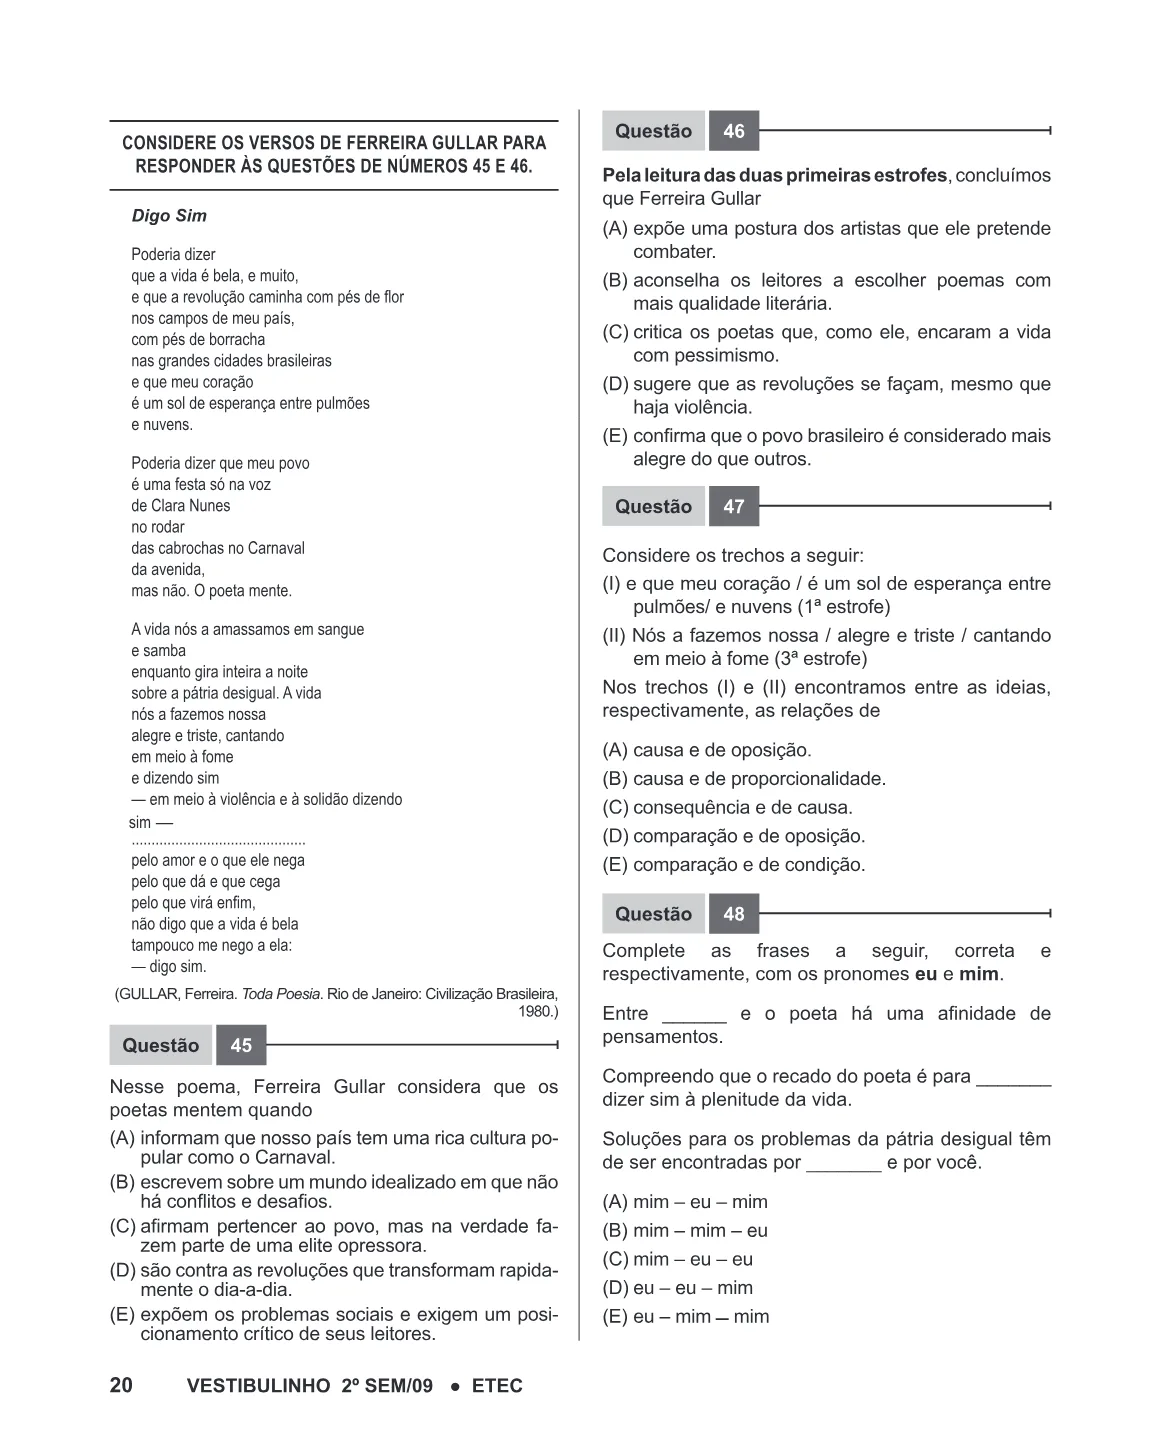 CONSIDERE OS VERSOS DE FERREIRA GULLAR PARA
RESPONDER ÀS QUESTÕES DE NÚMEROS 45 E 46.
Digo Sim
Poderia dizer
que a vida é bela, e muito,
e que a revolução caminha com pés de flor
nos campos de meu país,
com pés de borracha
nas grandes cidades brasileiras
e que meu coração
é um sol de esperança entre pulmões
e nuvens.
Poderia dizer que meu povo
é uma festa só na voz
de Clara Nunes
no rodar
das cabrochas no Carnaval
da avenida,
mas não. O poeta mente.
A vida nós a amassamos em sangue
e samba
enquanto gira inteira a noite
sobre a pátria desigual. A vida
nós a fazemos nossa
alegre e triste, cantando
em meio à fome
e dizendo sim
— em meio à violência e à solidão dizendo
sim —
............................................
pelo amor e o que ele nega
pelo que dá e que cega
pelo que virá enfim,
não digo que a vida é bela
tampouco me nego a ela:
— digo sim.
(GULLAR, Ferreira. Toda Poesia. Rio de Janeiro: Civilização Brasileira,
1980.)
Questão 45
Nesse poema, Ferreira Gullar considera que os
poetas mentem quando
(A) informam que nosso país tem uma rica cultura po-
pular como o Carnaval.
(B) escrevem sobre um mundo idealizado em que não
há conflitos e desafios.
(C) afirmam pertencer ao povo, mas na verdade fa-
zem parte de uma elite opressora.
(D) são contra as revoluções que transformam rapida-
mente o dia-a-dia.
(E) expõem os problemas sociais e exigem um posi-
cionamento crítico de seus leitores.
Questão 46
Pela leitura das duas primeiras estrofes, concluímos
que Ferreira Gullar
(A) expõe uma postura dos artistas que ele pretende
combater.
(B) aconselha os leitores a escolher poemas com
mais qualidade literária.
(C) critica os poetas que, como ele, encaram a vida
com pessimismo.
(D) sugere que as revoluções se façam, mesmo que
haja violência.
(E) confirma que o povo brasileiro é considerado mais
alegre do que outros.
Questão 47
Considere os trechos a seguir:
(I) e que meu coração / é um sol de esperança entre
pulmões/ e nuvens (1ª estrofe)
(II) Nós a fazemos nossa / alegre e triste / cantando
em meio à fome (3ª estrofe)
Nos trechos (I) e (II) encontramos entre as ideias,
respectivamente, as relações de
(A) causa e de oposição.
(B) causa e de proporcionalidade.
(C) consequência e de causa.
(D) comparação e de oposição.
(E) comparação e de condição.
Questão 48
Complete as frases a seguir, correta e
respectivamente, com os pronomes eu e mim.
Entre ______ e o poeta há uma afinidade de
pensamentos.
Compreendo que o recado do poeta é para _______
dizer sim à plenitude da vida.
Soluções para os problemas da pátria desigual têm
de ser encontradas por _______ e por você.
(A) mim – eu – mim
(B) mim – mim – eu
(C) mim – eu – eu
(D) eu – eu – mim
(E) eu – mim – mim
20 VESTIBULINHO 2º SEM/09 ● ETEC